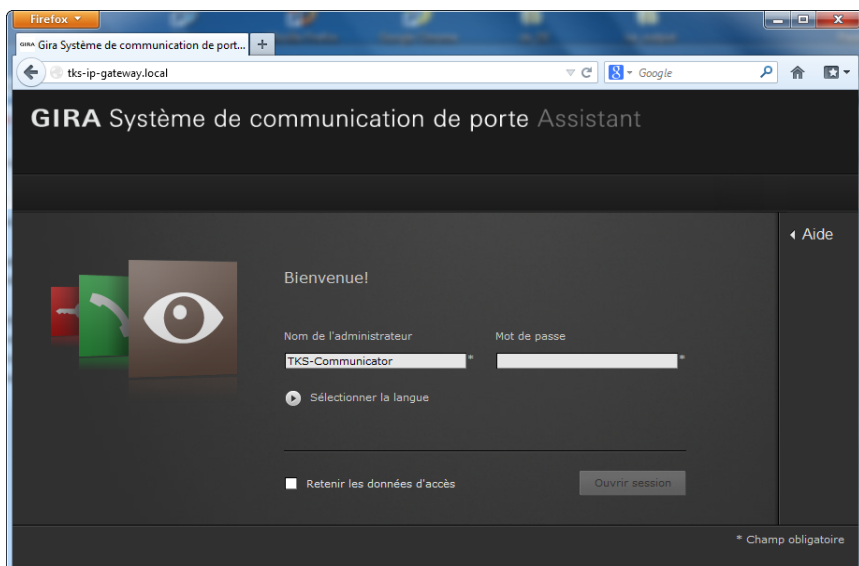 Firefox
GIRA Gira Système de communication de port...
tks-ip-gateway.local
Google
GIRA Système de communication de porte Assistant
Aide
Bienvenue!
Nom de l'administrateur Mot de passe
TKS-Communicator * *
Sélectionner la langue
Retenir les données d'accès Ouvrir session
* Champ obligatoire